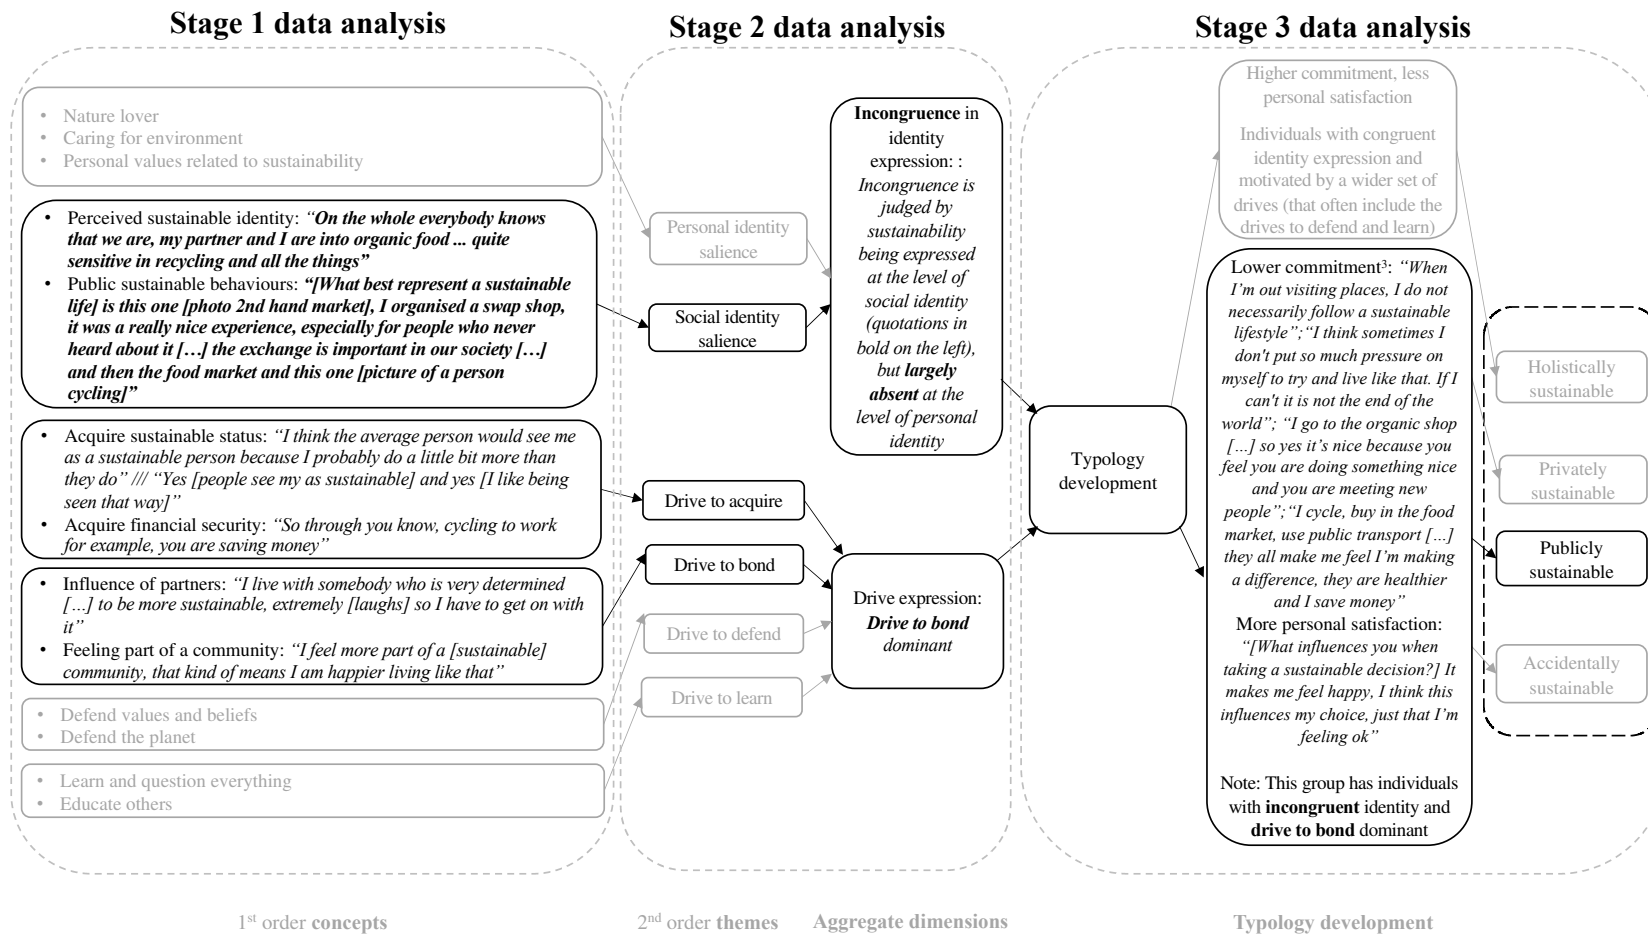 Stage 1 data analysis
Stage 2 data analysis
Stage 3 data analysis
• Nature lover
• Caring for environment
• Personal values related to sustainability
• Perceived sustainable identity: “On the whole everybody knows
that we are, my partner and I are into organic food ... quite
sensitive in recycling and all the things”
• Public sustainable behaviours: “[What best represent a sustainable
life] is this one [photo 2nd hand market], I organised a swap shop,
it was a really nice experience, especially for people who never
heard about it […] the exchange is important in our society […]
and then the food market and this one [picture of a person
cycling]”
• Acquire sustainable status: “I think the average person would see me
as a sustainable person because I probably do a little bit more than
they do” /// “Yes [people see my as sustainable] and yes [I like being
seen that way]”
• Acquire financial security: “So through you know, cycling to work
for example, you are saving money”
• Influence of partners: “I live with somebody who is very determined
[…] to be more sustainable, extremely [laughs] so I have to get on with
it”
• Feeling part of a community: “I feel more part of a [sustainable]
community, that kind of means I am happier living like that”
• Defend values and beliefs
• Defend the planet
• Learn and question everything
• Educate others
Personal identity
salience
Social identity
salience
Drive to acquire
Drive to bond
Drive to defend
Drive to learn
Incongruence in
identity
expression: :
Incongruence is
judged by
sustainability
being expressed
at the level of
social identity
(quotations in
bold on the left),
but largely
absent at the
level of personal
identity
Drive expression:
Drive to bond
dominant
Typology
development
Higher commitment, less
personal satisfaction
Individuals with congruent
identity expression and
motivated by a wider set of
drives (that often include the
drives to defend and learn)
Lower commitment³: “When
I’m out visiting places, I do not
necessarily follow a sustainable
lifestyle”;“I think sometimes I
don't put so much pressure on
myself to try and live like that. If I
can't it is not the end of the
world”; “I go to the organic shop
[…] so yes it’s nice because you
feel you are doing something nice
and you are meeting new
people”;“I cycle, buy in the food
market, use public transport […]
they all make me feel I’m making
a difference, they are healthier
and I save money”
More personal satisfaction:
“[What influences you when
taking a sustainable decision?] It
makes me feel happy, I think this
influences my choice, just that I’m
feeling ok”
Note: This group has individuals
with incongruent identity and
drive to bond dominant
Holistically
sustainable
Privately
sustainable
Publicly
sustainable
Accidentally
sustainable
1st order concepts
2nd order themes
Aggregate dimensions
Typology development